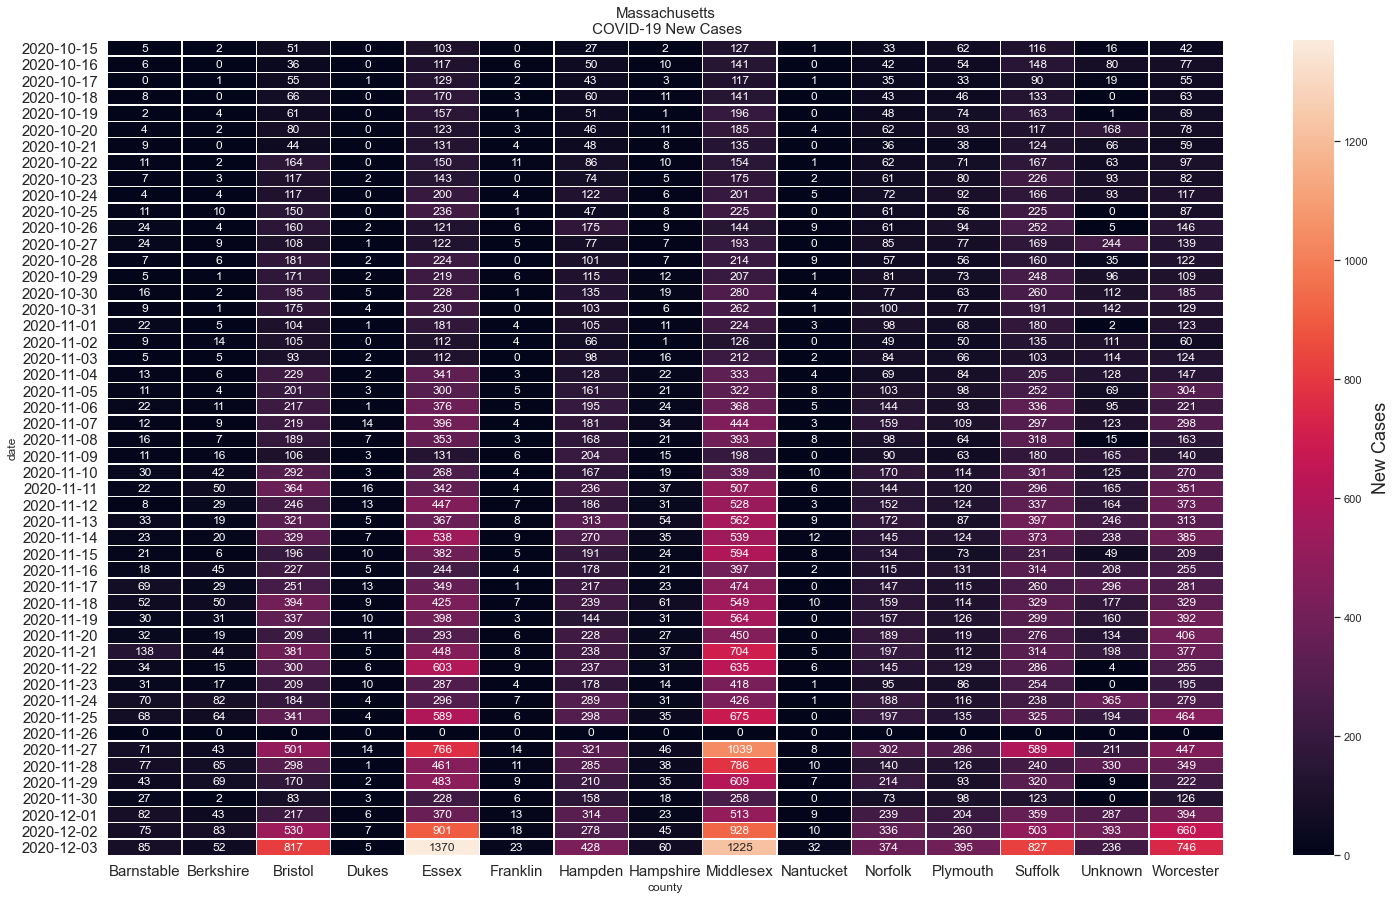 Massachusetts
COVID-19 New Cases
2020-10-15 5 2 51 0 103 0 27 2 127 1 33 62 116 16 42
2020-10-16 6 0 36 0 117 6 50 10 141 0 42 54 148 80 77
2020-10-17 0 1 55 1 129 2 43 3 117 1 35 33 90 19 55
2020-10-18 8 0 66 0 170 3 60 11 141 0 43 46 133 0 63
2020-10-19 2 4 61 0 157 1 51 1 196 0 48 74 163 1 69
2020-10-20 4 2 80 0 123 3 46 11 185 4 62 93 117 168 78
2020-10-21 9 0 44 0 131 4 48 8 135 0 36 38 124 66 59
2020-10-22 11 2 164 0 150 11 86 10 154 1 62 71 167 63 97
2020-10-23 7 3 117 2 143 0 74 5 175 2 61 80 226 93 82
2020-10-24 4 4 117 0 200 4 122 6 201 5 72 92 166 93 117
2020-10-25 11 10 150 0 236 1 47 8 225 0 61 56 225 0 87
2020-10-26 24 4 160 2 121 6 175 9 144 9 61 94 252 5 146
2020-10-27 24 9 108 1 122 5 77 7 193 0 85 77 169 244 139
2020-10-28 7 6 181 2 224 0 101 7 214 9 57 56 160 35 122
2020-10-29 5 1 171 2 219 6 115 12 207 1 81 73 248 96 109
2020-10-30 16 2 195 5 228 1 135 19 280 4 77 63 260 112 185
2020-10-31 9 1 175 4 230 0 103 6 262 1 100 77 191 142 129
2020-11-01 22 5 104 1 181 4 105 11 224 3 98 68 180 2 123
2020-11-02 9 14 105 0 112 4 66 1 126 0 49 50 135 111 60
2020-11-03 5 5 93 2 112 0 98 16 212 2 84 66 103 114 124
2020-11-04 13 6 229 2 341 3 128 22 333 4 69 84 205 128 147
2020-11-05 11 4 201 3 300 5 161 21 322 8 103 98 252 69 304
2020-11-06 22 11 217 1 376 5 195 24 368 5 144 93 336 95 221
2020-11-07 12 9 219 14 396 4 181 34 444 3 159 109 297 123 298
2020-11-08 16 7 189 7 353 3 168 21 393 8 98 64 318 15 163
2020-11-09 11 16 106 3 131 6 204 15 198 0 90 63 180 165 140
2020-11-10 30 42 292 3 268 4 167 19 339 10 170 114 301 125 270
2020-11-11 22 50 364 16 342 4 236 37 507 6 144 120 296 165 351
2020-11-12 8 29 246 13 447 7 186 31 528 3 152 124 337 164 373
2020-11-13 33 19 321 5 367 8 313 54 562 9 172 87 397 246 313
2020-11-14 23 20 329 7 538 9 270 35 539 12 145 124 373 238 385
2020-11-15 21 6 196 10 382 5 191 24 594 8 134 73 231 49 209
2020-11-16 18 45 227 5 244 4 178 21 397 2 115 131 314 208 255
2020-11-17 69 29 251 13 349 1 217 23 474 0 147 115 260 296 281
2020-11-18 52 50 394 9 425 7 239 61 549 10 159 114 329 177 329
2020-11-19 30 31 337 10 398 3 144 31 564 0 157 126 299 160 392
2020-11-20 32 19 209 11 293 6 228 27 450 0 189 119 276 134 406
2020-11-21 138 44 381 5 448 8 238 37 704 5 197 112 314 198 377
2020-11-22 34 15 300 6 603 9 237 31 635 6 145 129 286 4 255
2020-11-23 31 17 209 10 287 4 178 14 418 1 95 86 254 0 195
2020-11-24 70 82 184 4 296 7 289 31 426 1 188 116 238 365 279
2020-11-25 68 64 341 4 589 6 298 35 675 0 197 135 325 194 464
2020-11-26 0 0 0 0 0 0 0 0 0 0 0 0 0 0 0
2020-11-27 71 43 501 14 766 14 321 46 1039 8 302 286 589 211 447
2020-11-28 77 65 298 1 461 11 285 38 786 10 140 126 240 330 349
2020-11-29 43 69 170 2 483 9 210 35 609 7 214 93 320 9 222
2020-11-30 27 2 83 3 228 6 158 18 258 0 73 98 123 0 126
2020-12-01 82 43 217 6 370 13 314 23 513 9 239 204 359 287 394
2020-12-02 75 83 530 7 901 18 278 45 928 10 336 260 503 393 660
2020-12-03 85 52 817 5 1370 23 428 60 1225 32 374 395 827 236 746
Barnstable Berkshire Bristol Dukes Essex Franklin Hampden Hampshire Middlesex Nantucket Norfolk Plymouth Suffolk Unknown Worcester
county
date
1200
1000
800
600
400
200
0
New Cases